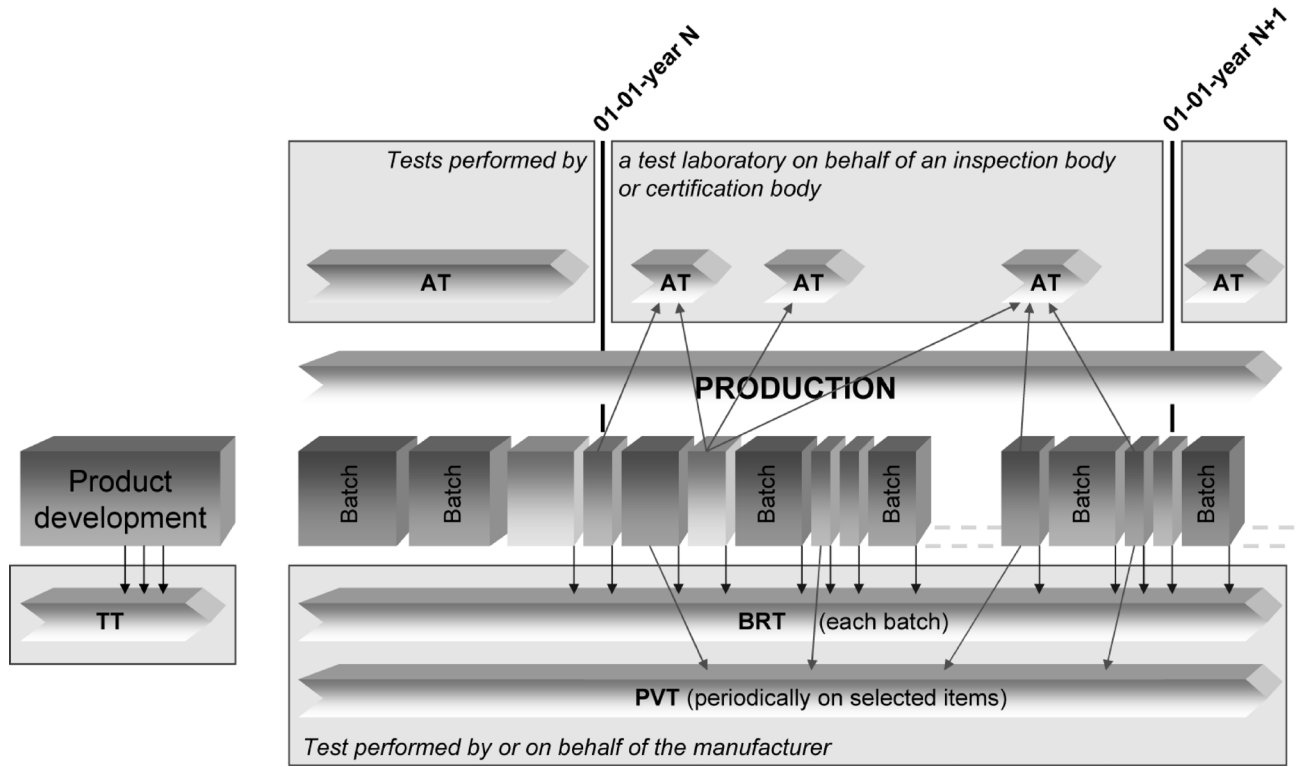 01-01-year N
01-01-year N+1
Tests performed by
a test laboratory on behalf of an inspection body
or certification body
AT
AT
AT
AT
AT
PRODUCTION
Product
development
Batch
Batch
Batch
Batch
Batch
Batch
TT
BRT (each batch)
PVT (periodically on selected items)
Test performed by or on behalf of the manufacturer